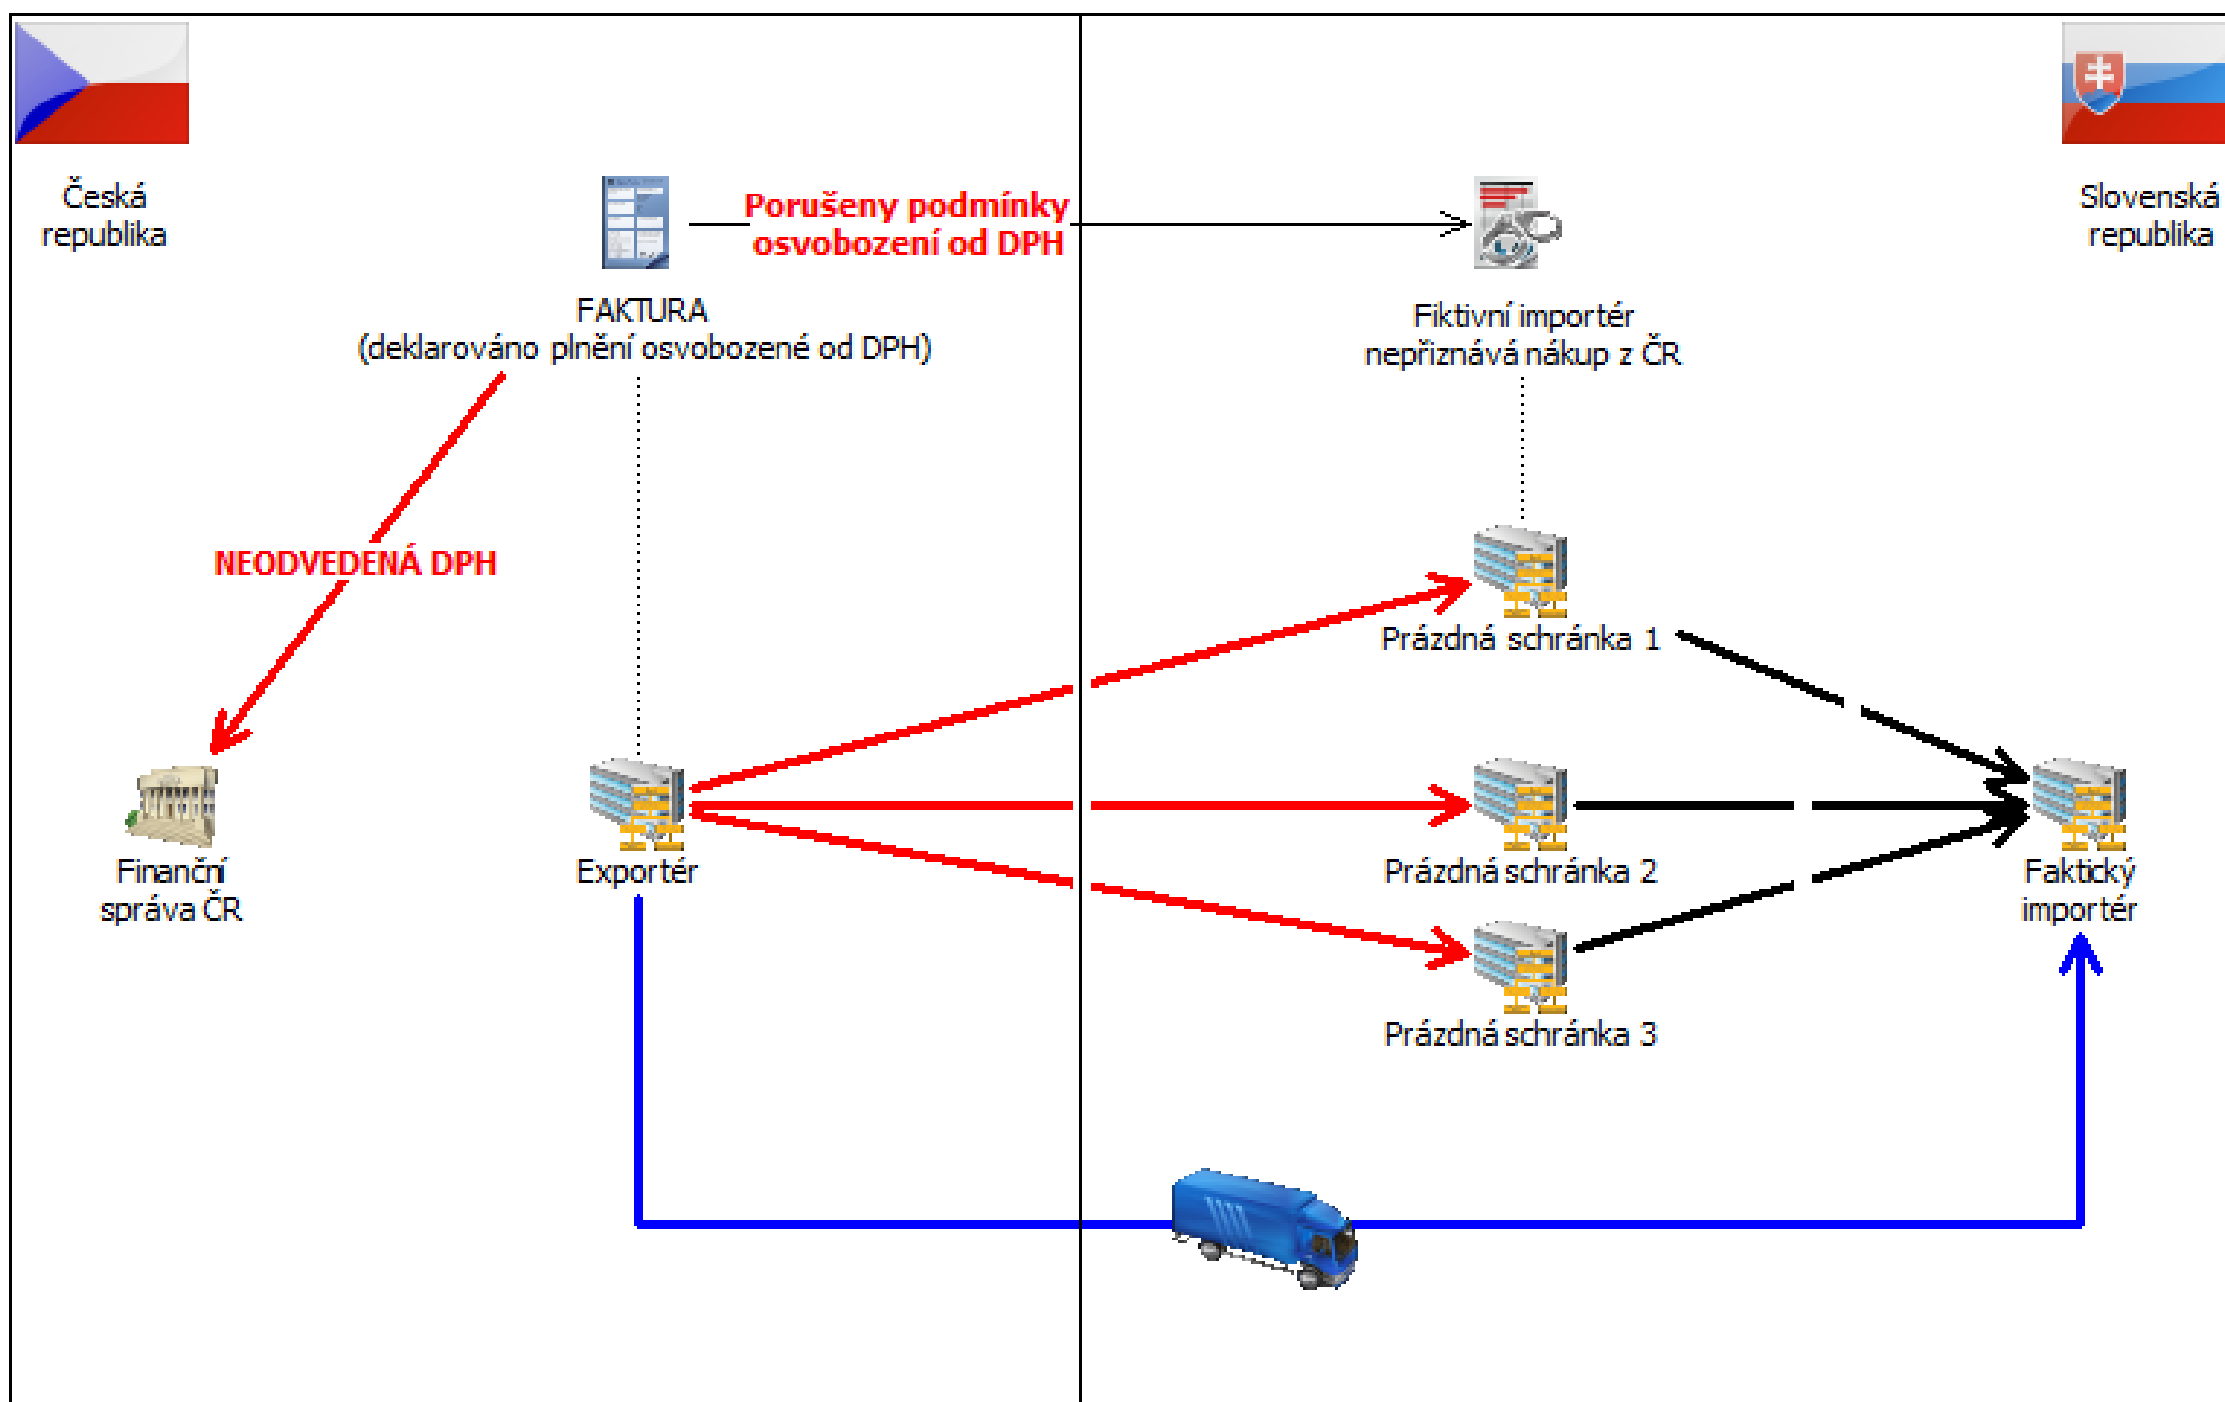 Česká
republika
Slovenská
republika
Porušeny podmínky
osvobození od DPH
FAKTURA
(deklarováno plnění osvobozené od DPH)
Fiktivní importér
nepřiznává nákup z ČR
NEODVEDENÁ DPH
Prázdná schránka 1
Finanční
správa ČR
Exportér
Prázdná schránka 2
Faktický
importér
Prázdná schránka 3